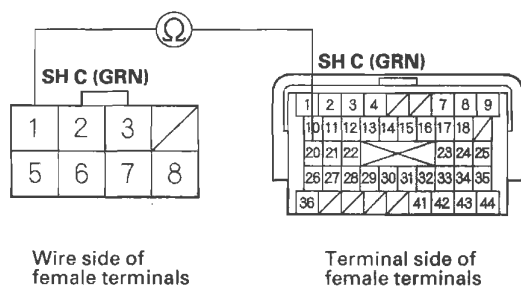 Ω
SH C (GRN)
1 2 3
5 6 7 8
Wire side of
female terminals
SH C (GRN)
1 2 3 4 7 8 9
10 11 12 13 14 15 16 17 18
20 21 22 23 24 25
26 27 28 29 30 31 32 33 34 35
36 41 42 43 44
Terminal side of
female terminals